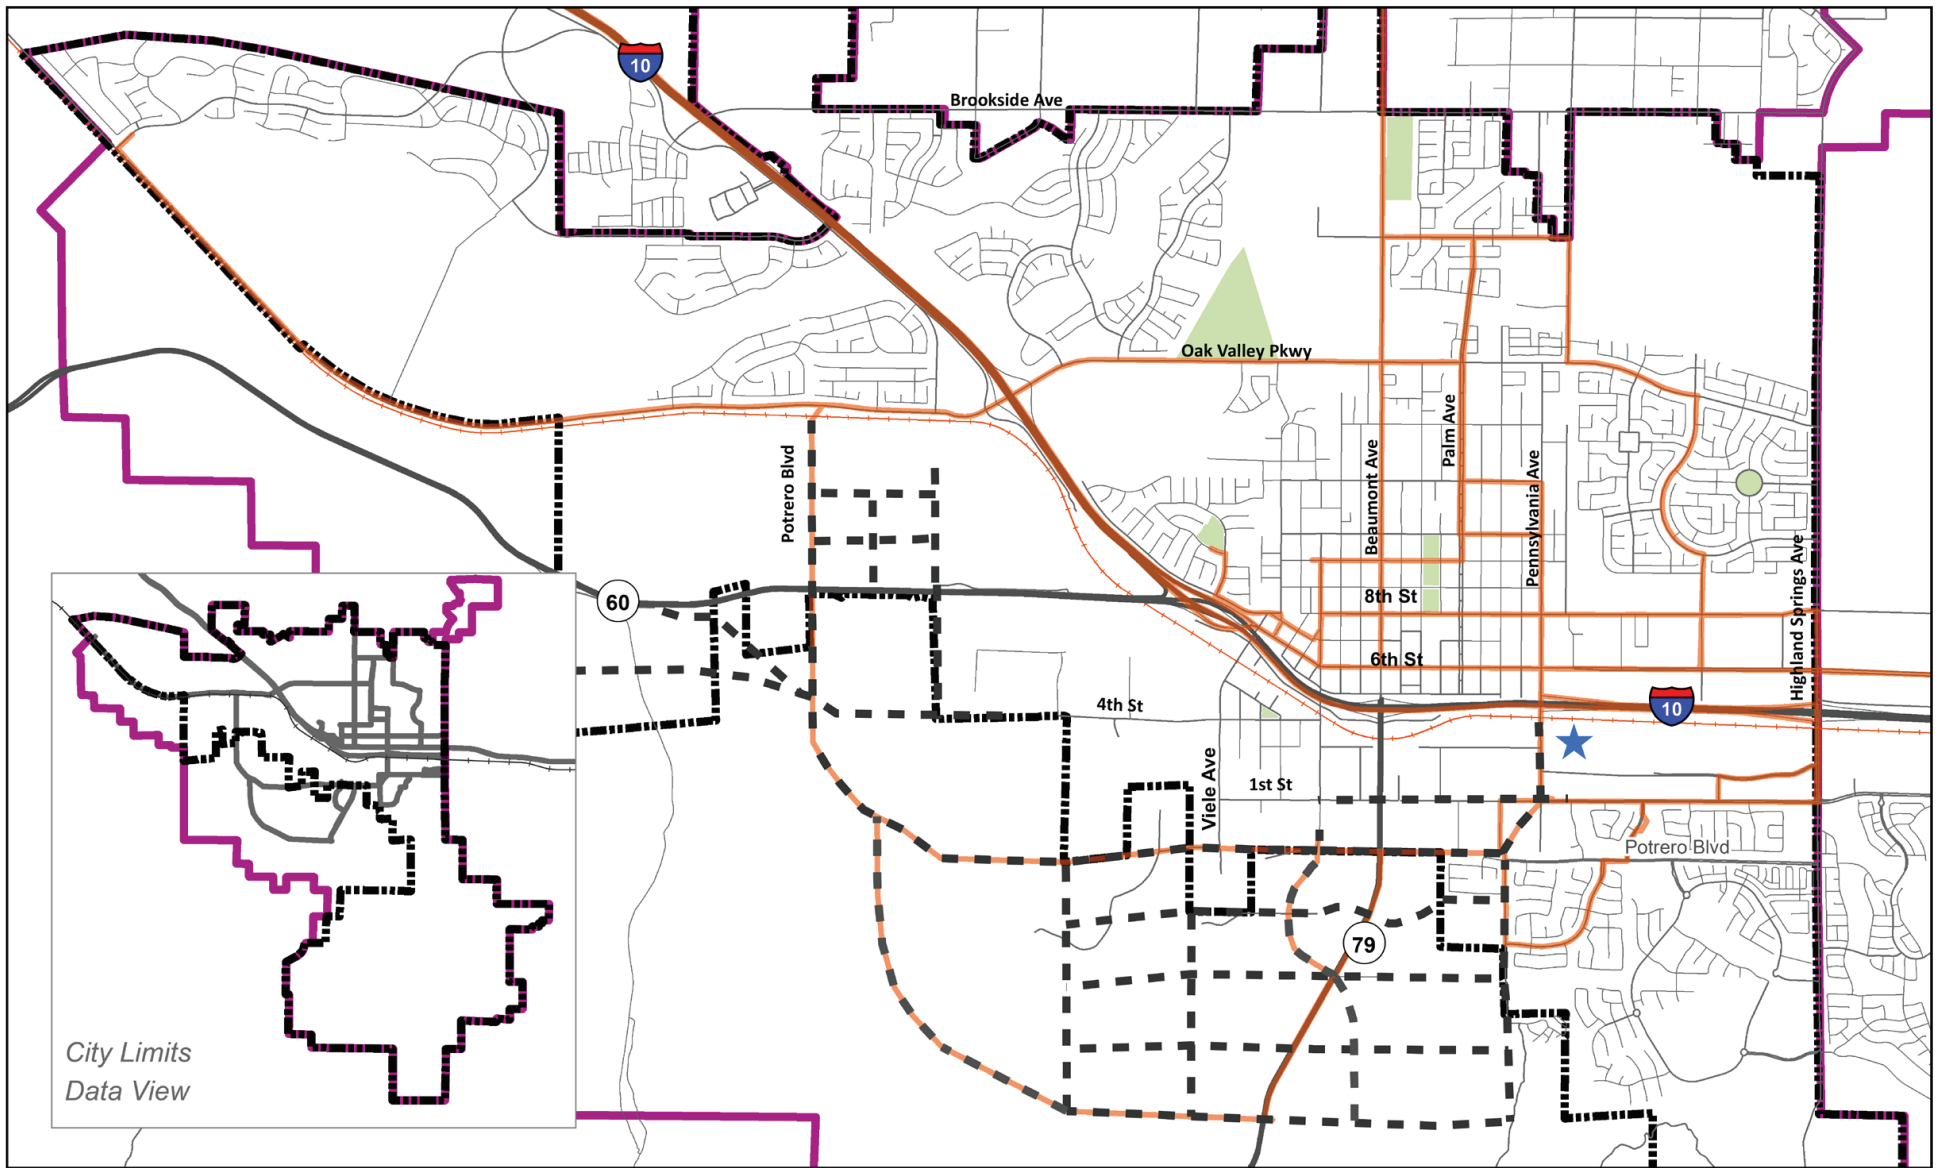 10
Brookside Ave
Oak Valley Pkwy
Potrero Blvd
Beaumont Ave
Palm Ave
Pennsylvania Ave
Highland Springs Ave
60
8th St
6th St
10
4th St
Viele Ave
1st St
Potrero Blvd
79
City Limits
Data View